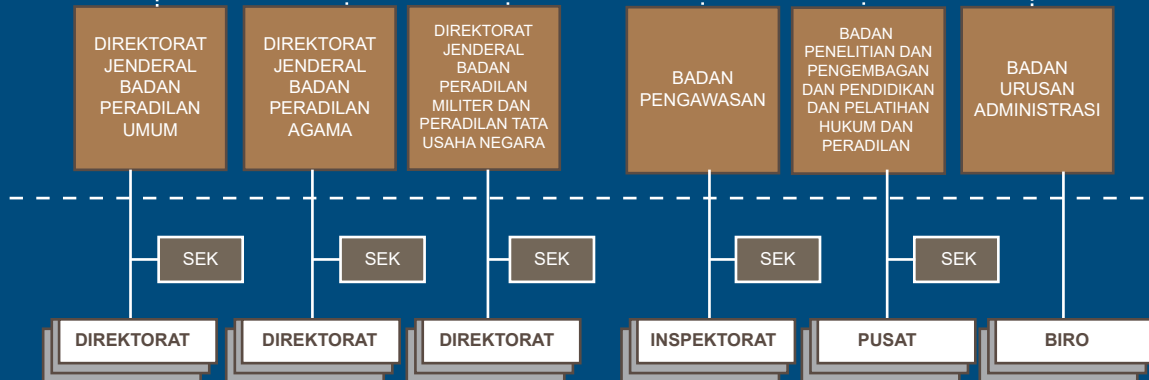 DIREKTORAT
JENDERAL
BADAN
PERADILAN
UMUM
DIREKTORAT
JENDERAL
BADAN
PERADILAN
AGAMA
DIREKTORAT
JENDERAL
BADAN
PERADILAN
MILITER DAN
PERADILAN TATA
USAHA NEGARA
BADAN
PENGAWASAN
BADAN
PENELITIAN DAN
PENGEMBAGAN
DAN PENDIDIKAN
DAN PELATIHAN
HUKUM DAN
PERADILAN
BADAN
URUSAN
ADMINISTRASI
SEK
SEK
SEK
SEK
SEK
DIREKTORAT
DIREKTORAT
DIREKTORAT
INSPEKTORAT
PUSAT
BIRO